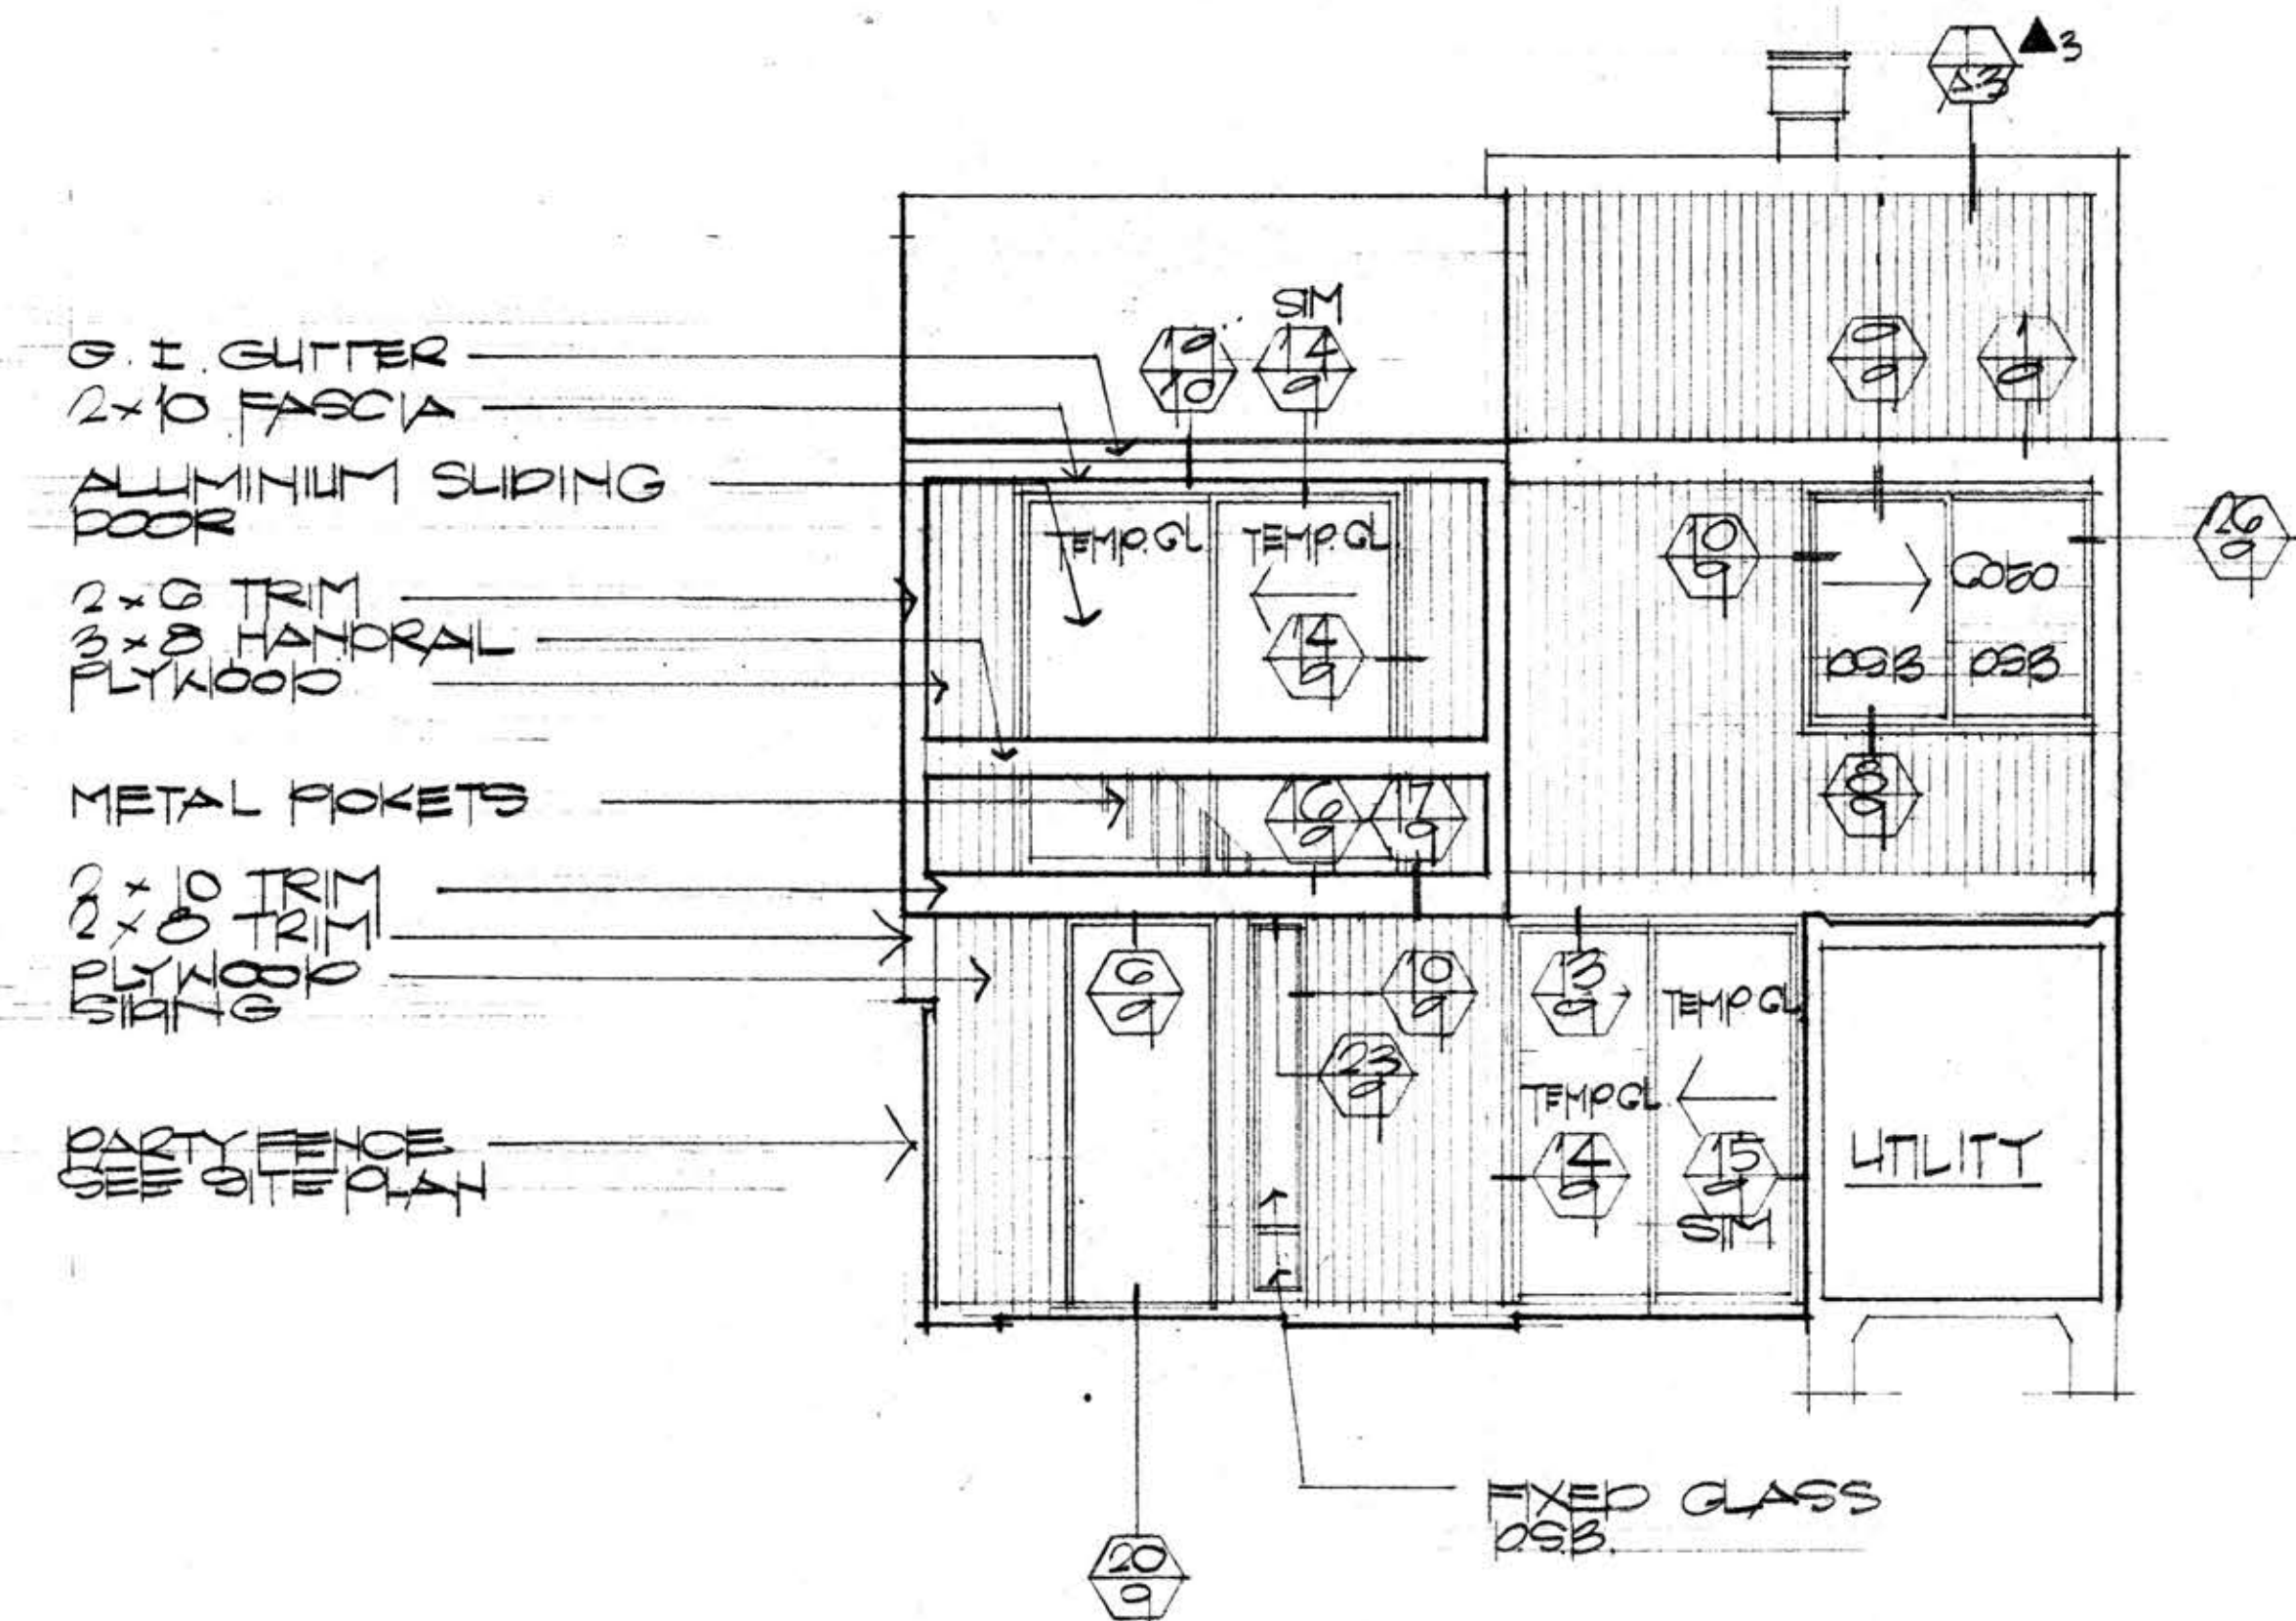 3
A3
SIM
G. I. GUTTER
2x10 FASCIA
19
10
14
9
9
9
1
9
ALUMINIUM SLIDING
DOOR
TEMP. GL
TEMP. GL
10
9
6050
26
9
2x6 TRIM
3x8 HANDRAIL
PLYWOOD
14
9
DSB
DSB
METAL PICKETS
16
9
17
9
8
9
2x10 TRIM
2x8 TRIM
PLYWOOD
SIDING
6
9
10
9
13
9
TEMP GL
23
9
TEMP GL.
PARTY FENCE
SEE SITE PLAN
14
9
15
9
SIM
UTILITY
FIXED GLASS
D.S.B.
20
9